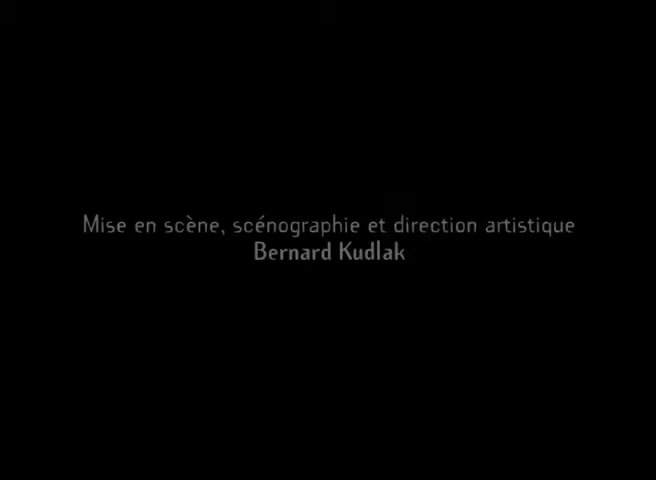 Mise en scène, scénographie et direction artistique
Bernard Kudlak